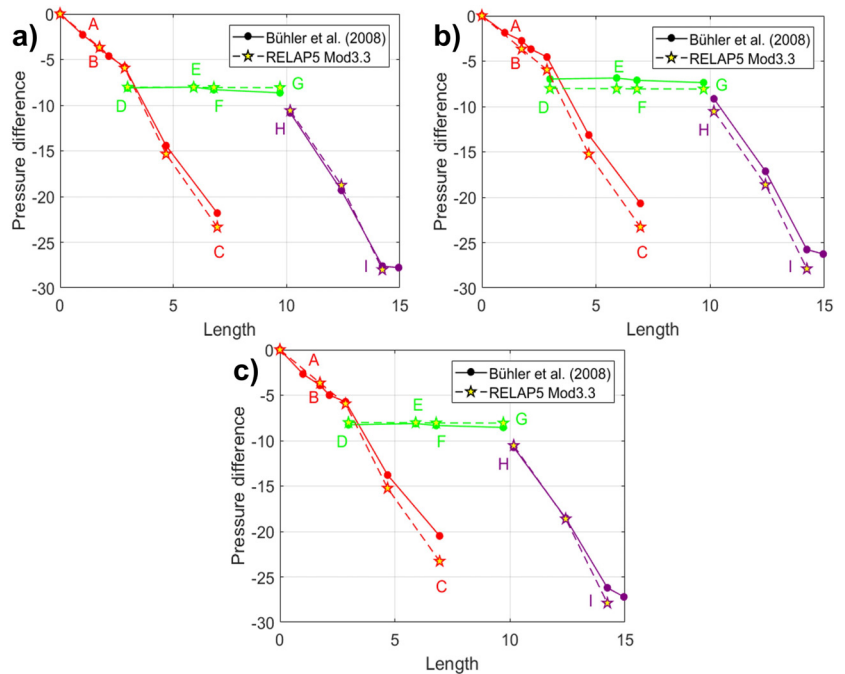 a)
0
-5
-10
-15
-20
-25
-30
Pressure difference
0
5
10
15
Length
Bühler et al. (2008)
RELAP5 Mod3.3
A
B
C
D
E
F
G
H
I
b)
0
-5
-10
-15
-20
-25
-30
Pressure difference
0
5
10
15
Length
Bühler et al. (2008)
RELAP5 Mod3.3
A
B
C
D
E
F
G
H
I
c)
0
-5
-10
-15
-20
-25
-30
Pressure difference
0
5
10
15
Length
Bühler et al. (2008)
RELAP5 Mod3.3
A
B
C
D
E
F
G
H
I